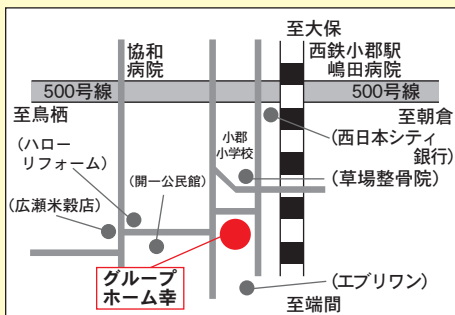 至大保
協和
病院
西鉄小郡駅
嶋田病院
500号線
500号線
至鳥栖
至朝倉
(ハロー
リフォーム)
小郡
小学校
(西日本シティ
銀行)
(開一公民館)
(草場整骨院)
(広瀬米穀店)
グループ
ホーム幸
(エブリワン)
至端間